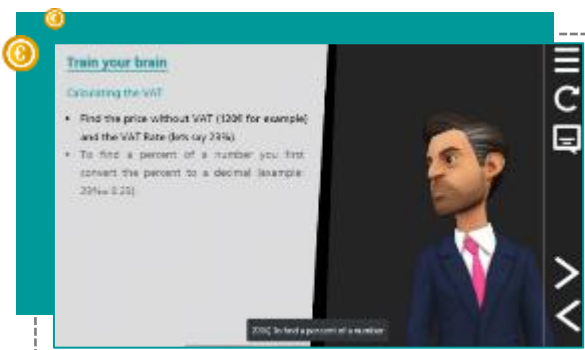 Train your brain
Calculating the VAT
• Find the price without VAT (120€ for example)
and the VAT Rate (lets say 23%)
• To find a percent of a number you first
convert the percent to a decimal (example:
23%= 0.23)
23%) To find a percent of a number